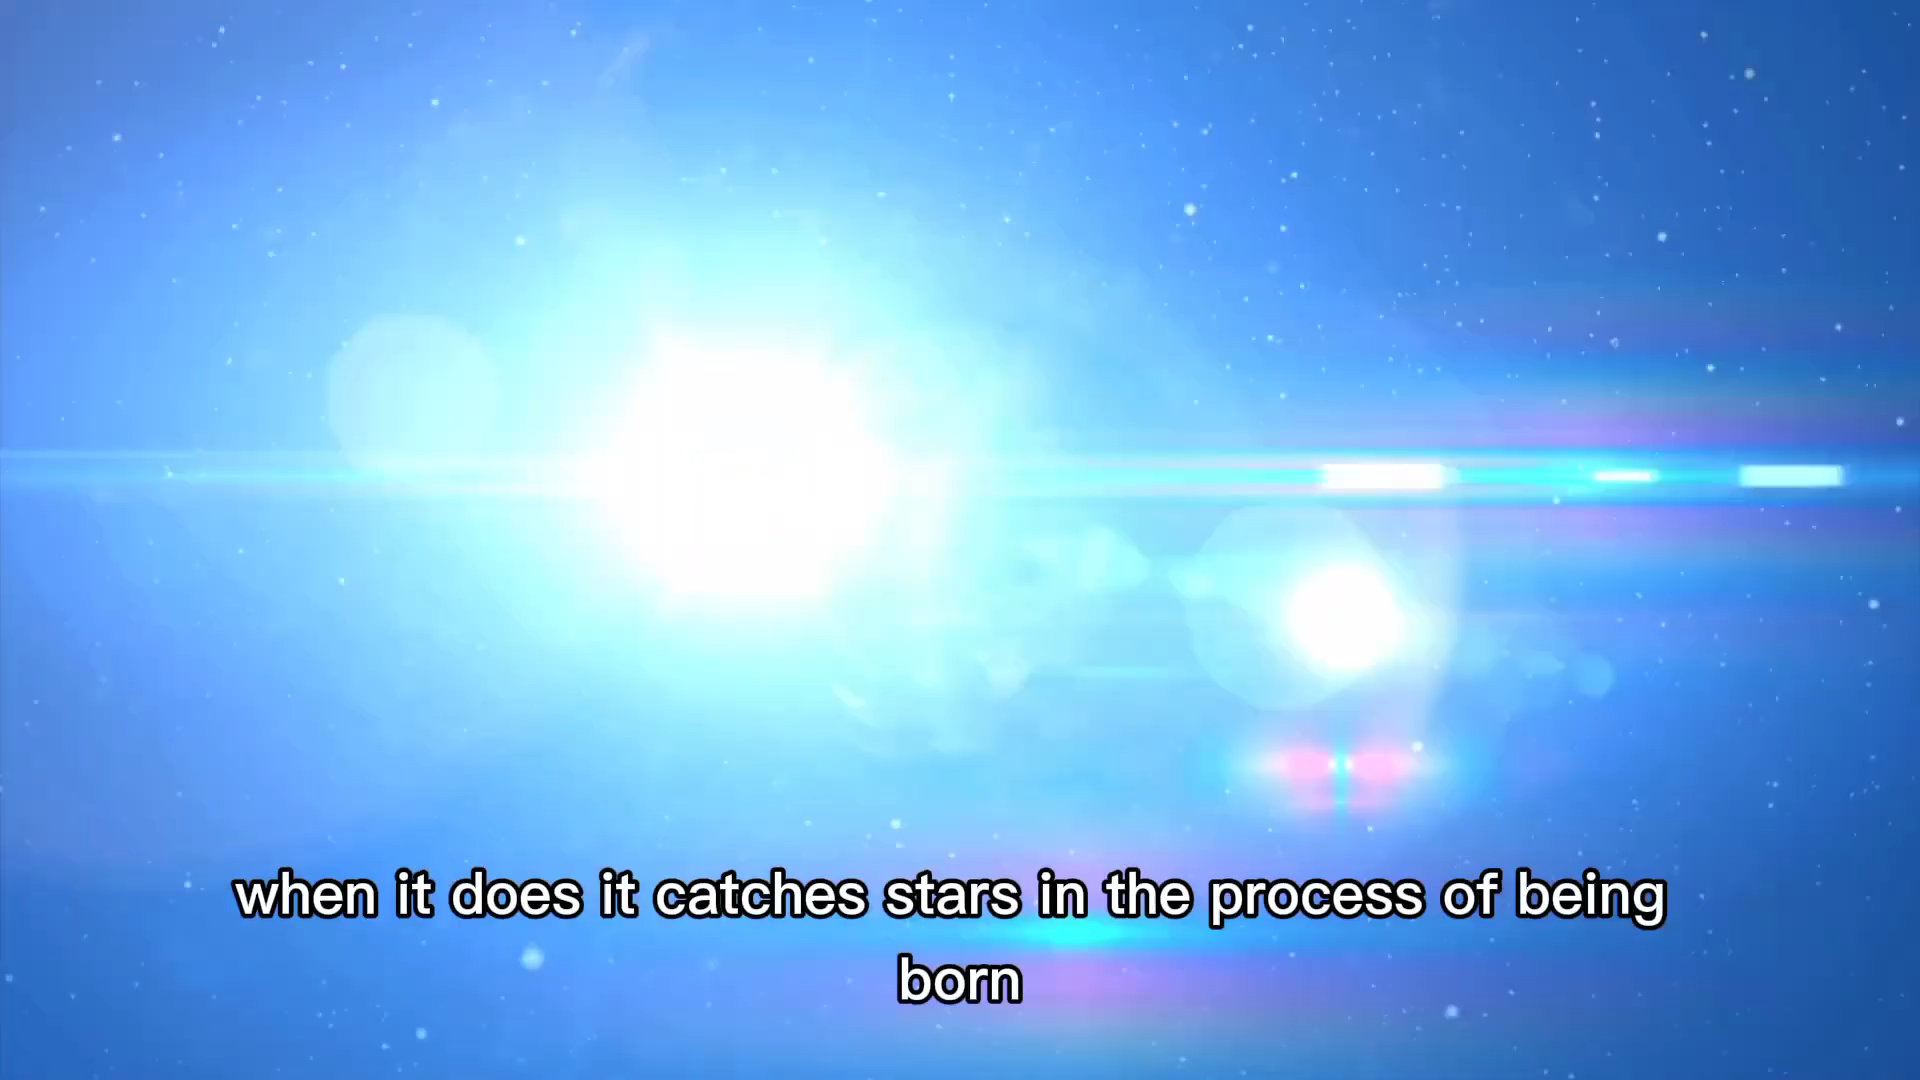 when it does it catches stars in the process of being
born